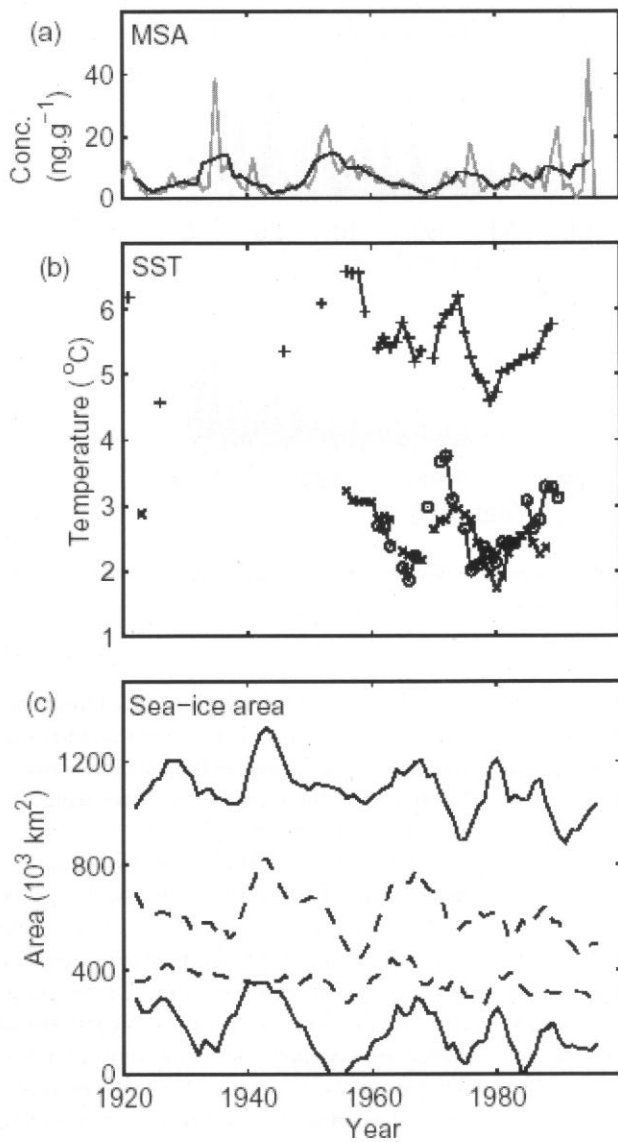 (a)
MSA
40
20
0
Conc.
(ng.g⁻¹)
(b)
SST
6
5
4
3
2
1
Temperature (°C)
(c)
Sea-ice area
1200
800
400
0
Area (10³ km²)
1920 1940 1960 1980
Year